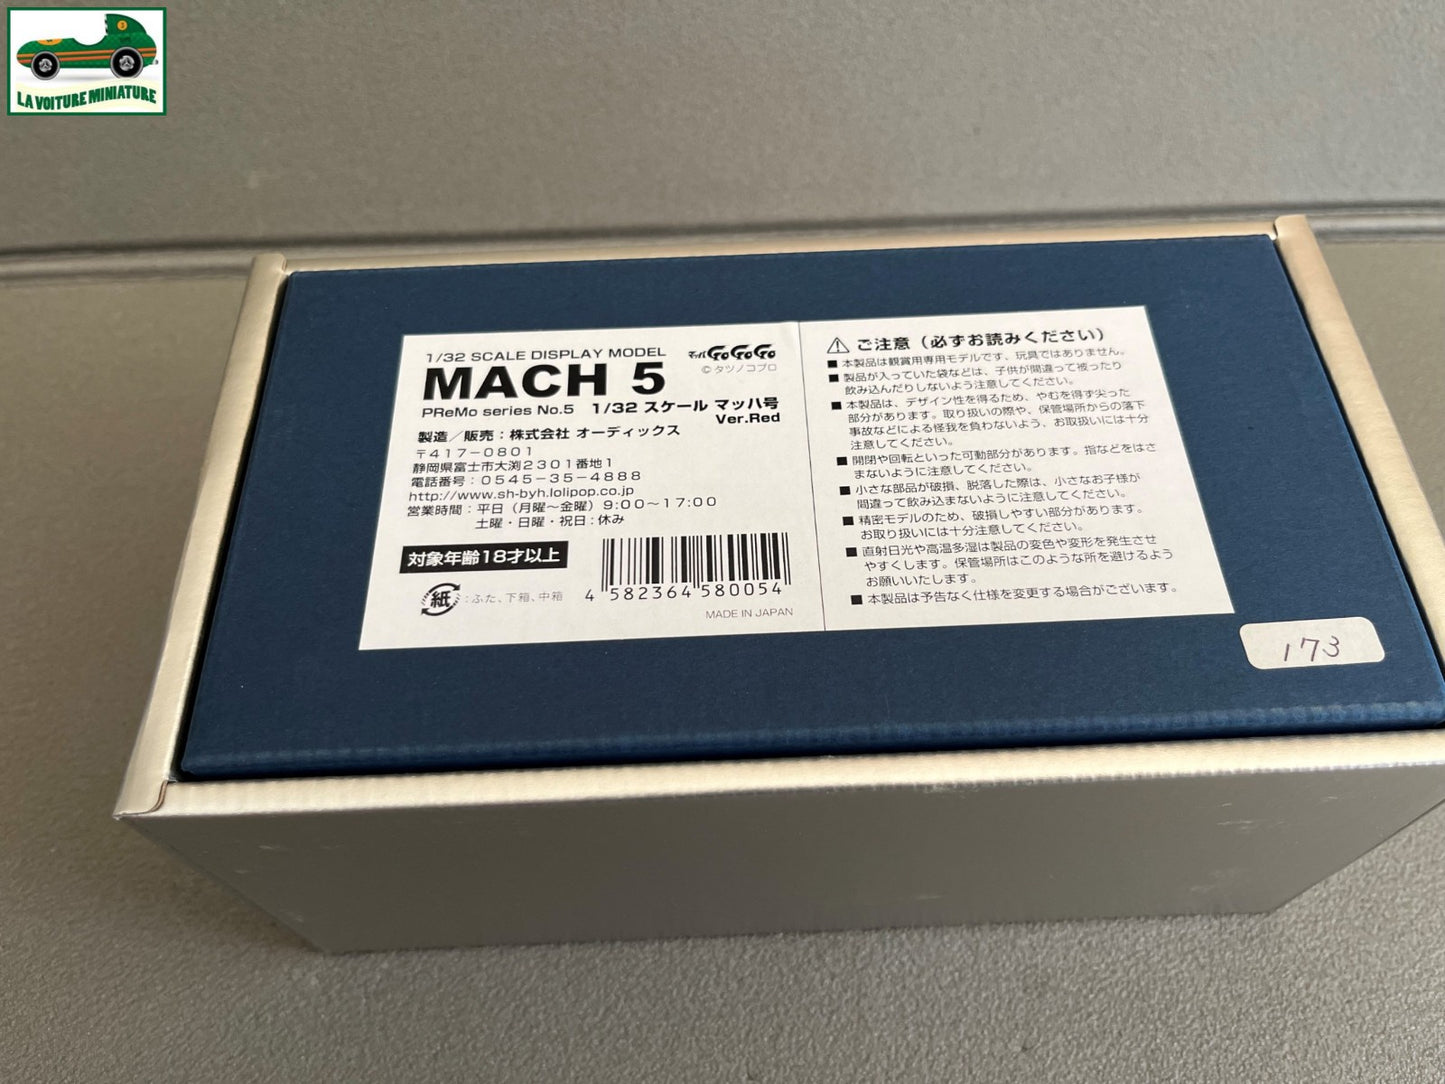 LA VOITURE MINIATURE
1/32 SCALE DISPLAY MODEL
マッハGoGoGo
MACH 5
©タツノコプロ
PReMo series No.5 1/32 スケール マッハ号
Ver.Red
製造／販売：株式会社 オーディックス
〒417-0801
静岡県富士市大渕2301番地1
電話番号：0545-35-4888
http://www.sh-byh.lolipop.co.jp
営業時間：平日（月曜〜金曜）9:00〜17:00
土曜・日曜・祝日：休み
対象年齢18才以上
紙：ふた、下箱、中箱
4 582364 580054
MADE IN JAPAN
ご注意（必ずお読みください）
■ 本製品は観賞用専用モデルです、玩具ではありません。
■ 製品が入っていた袋などは、子供が間違って被ったり
飲み込んだりしないよう注意してください。
■ 本製品は、デザイン性を得るため、やむを得ず尖った
部分があります。取り扱いの際や、保管場所からの落下
事故などによる怪我を負わないよう、お取扱いには十分
注意してください。
■ 開閉や回転といった可動部分があります。指などをはさ
まないように注意してください。
■ 小さな部品が破損、脱落した際は、小さなお子様が
間違って飲み込まないように注意してください。
■ 精密モデルのため、破損しやすい部分があります。
お取り扱いには十分注意してください。
■ 直射日光や高温多湿は製品の変色や変形を発生させ
やすくします。保管場所はこのような所を避けるよう
お願いいたします。
■ 本製品は予告なく仕様を変更する場合がございます。
173